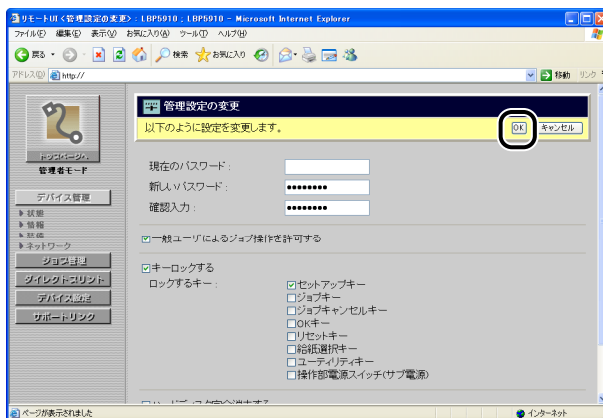 リモートUI <管理設定の変更> : LBP5910 ; LBP5910 - Microsoft Internet Explorer
ファイル(F) 編集(E) 表示(V) お気に入り(A) ツール(T) ヘルプ(H)
戻る 検索 お気に入り
アドレス(D) http:// 移動 リンク
管理設定の変更
以下のように設定を変更します。 OK キャンセル
トップページへ
管理者モード
デバイス管理
状態
情報
ネットワーク
ジョブ管理
ダイレクトプリント
デバイス設定
サポートリンク
現在のパスワード :
新しいパスワード : ●●●●●●●●
確認入力 : ●●●●●●●●
一般ユーザによるジョブ操作を許可する
キーロックする
ロックするキー :
セットアップキー
ジョブキー
ジョブキャンセルキー
OKキー
リセットキー
給紙選択キー
ユーティリティキー
操作部電源スイッチ(サブ電源)
ページが表示されました インターネット